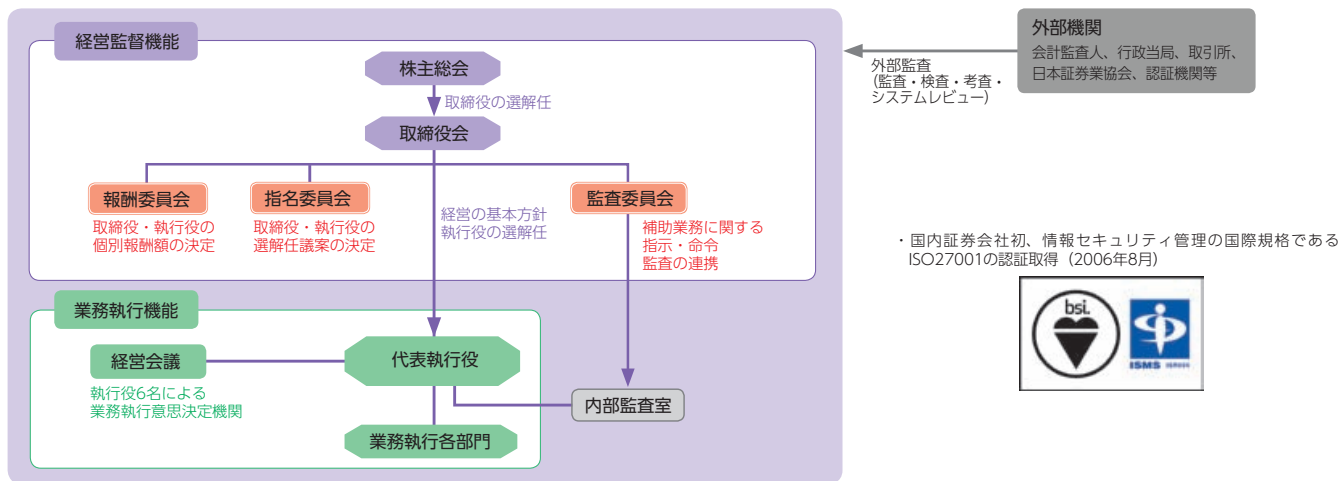 経営監督機能
株主総会
取締役の選解任
取締役会
報酬委員会
取締役・執行役の
個別報酬額の決定
指名委員会
取締役・執行役の
選解任議案の決定
経営の基本方針
執行役の選解任
監査委員会
補助業務に関する
指示・命令
監査の連携
業務執行機能
経営会議
執行役6名による
業務執行意思決定機関
代表執行役
業務執行各部門
内部監査室
外部監査
(監査・検査・考査・
システムレビュー)
外部機関
会計監査人、行政当局、取引所、
日本証券業協会、認証機関等
・国内証券会社初、情報セキュリティ管理の国際規格である
ISO27001の認証取得（2006年8月）
bsi.
ISMS